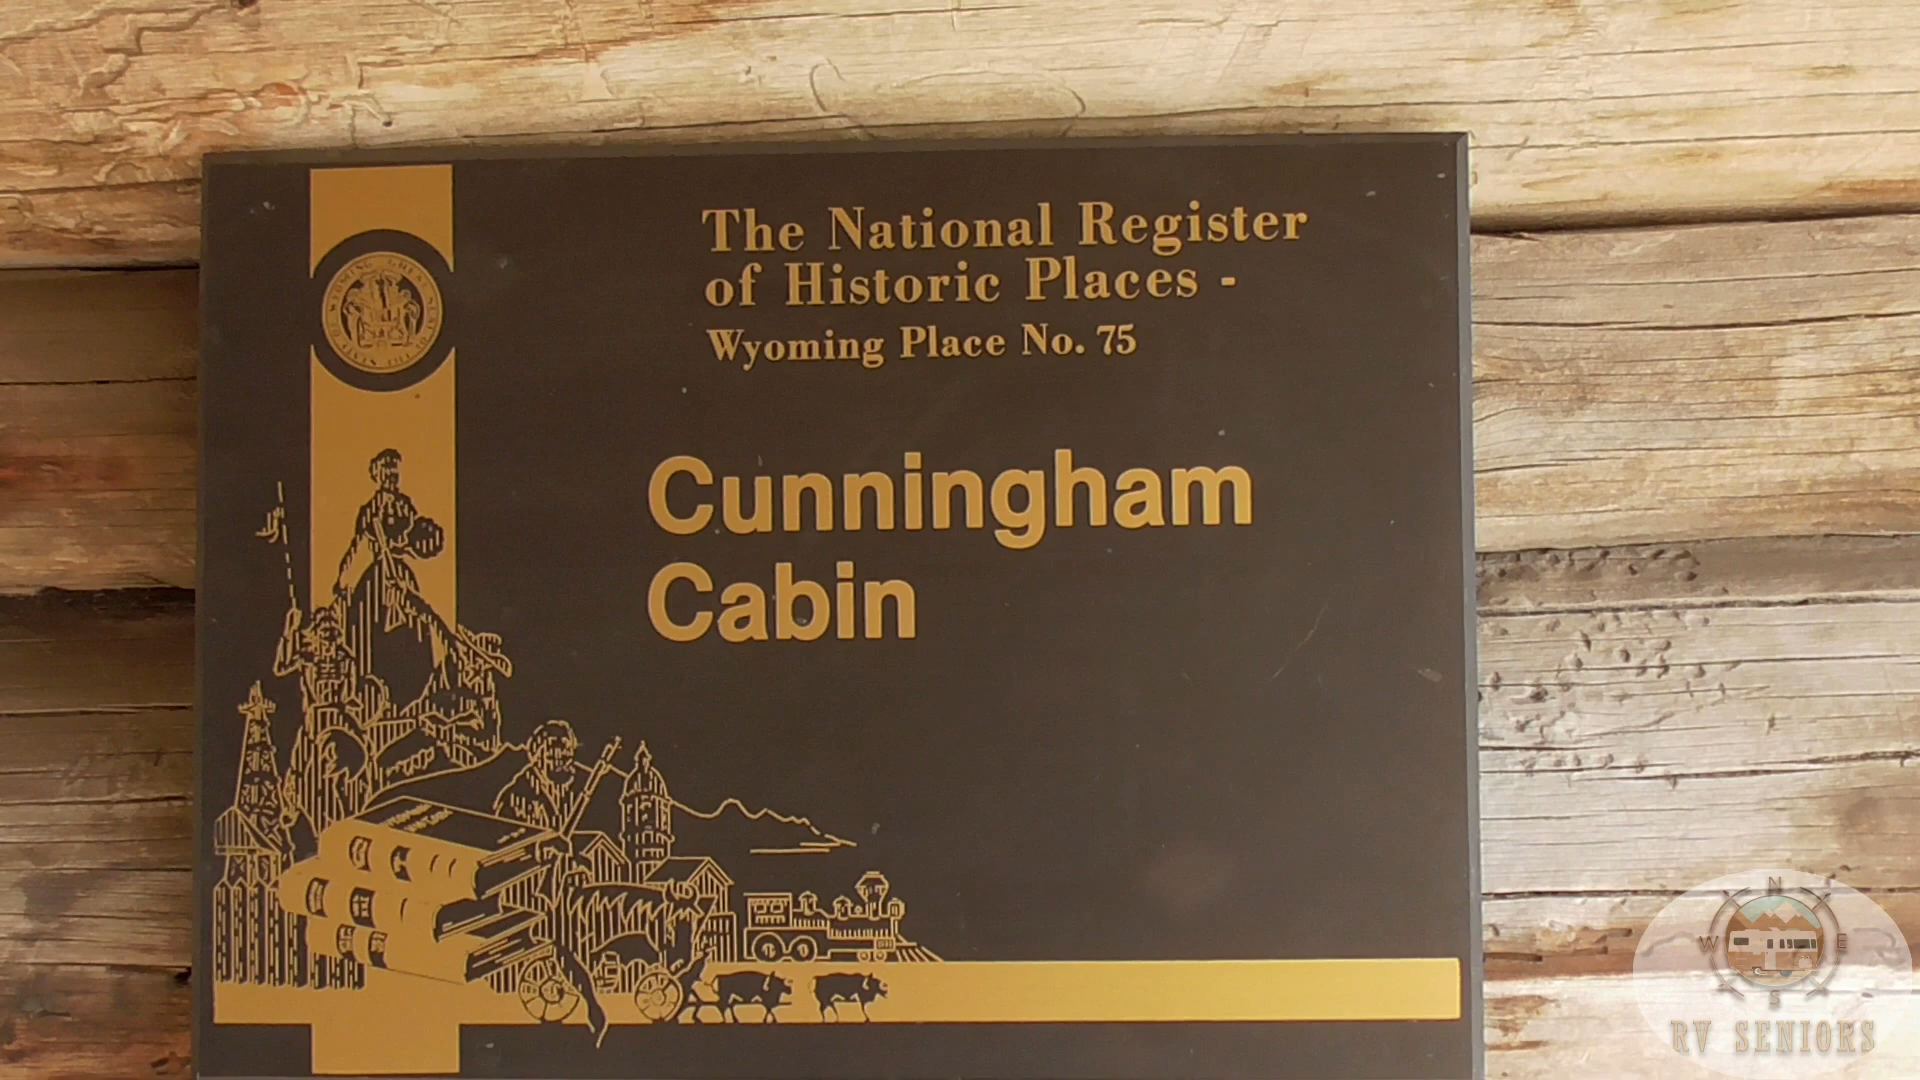 The National Register
of Historic Places -
Wyoming Place No. 75
Cunningham
Cabin
N
W
E
S
RV SENIORS